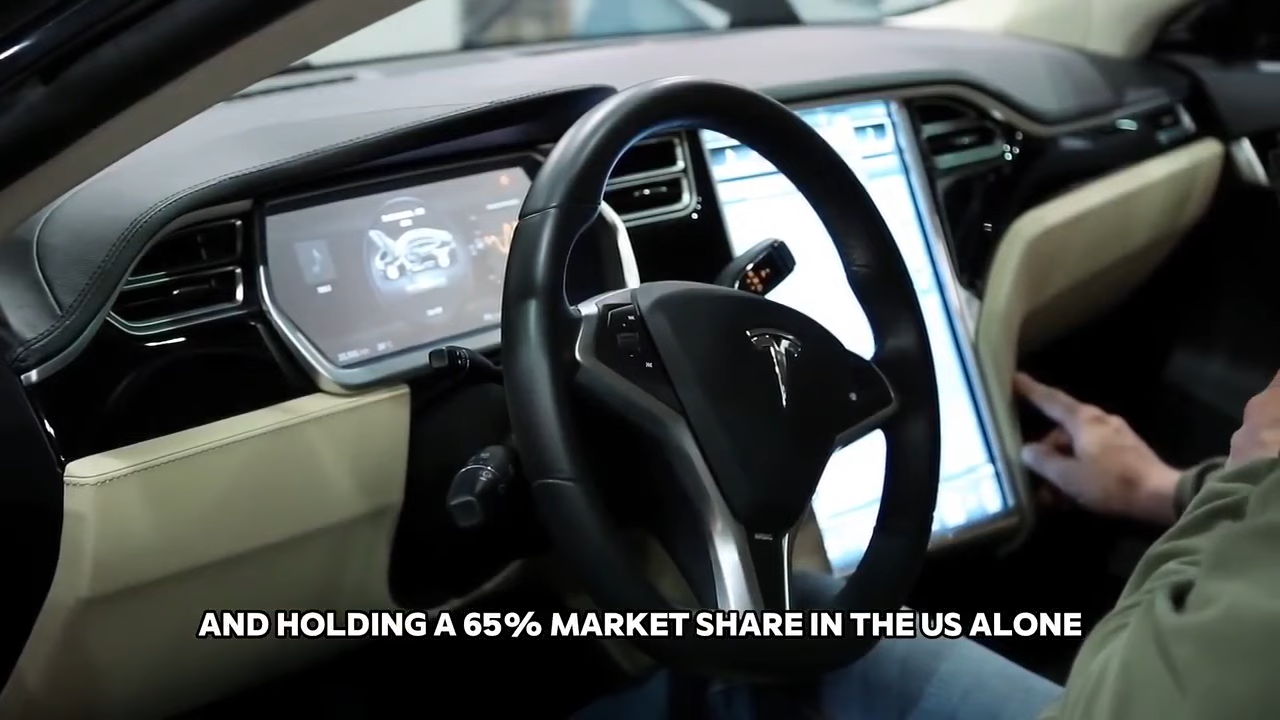 AND HOLDING A 65% MARKET SHARE IN THE US ALONE